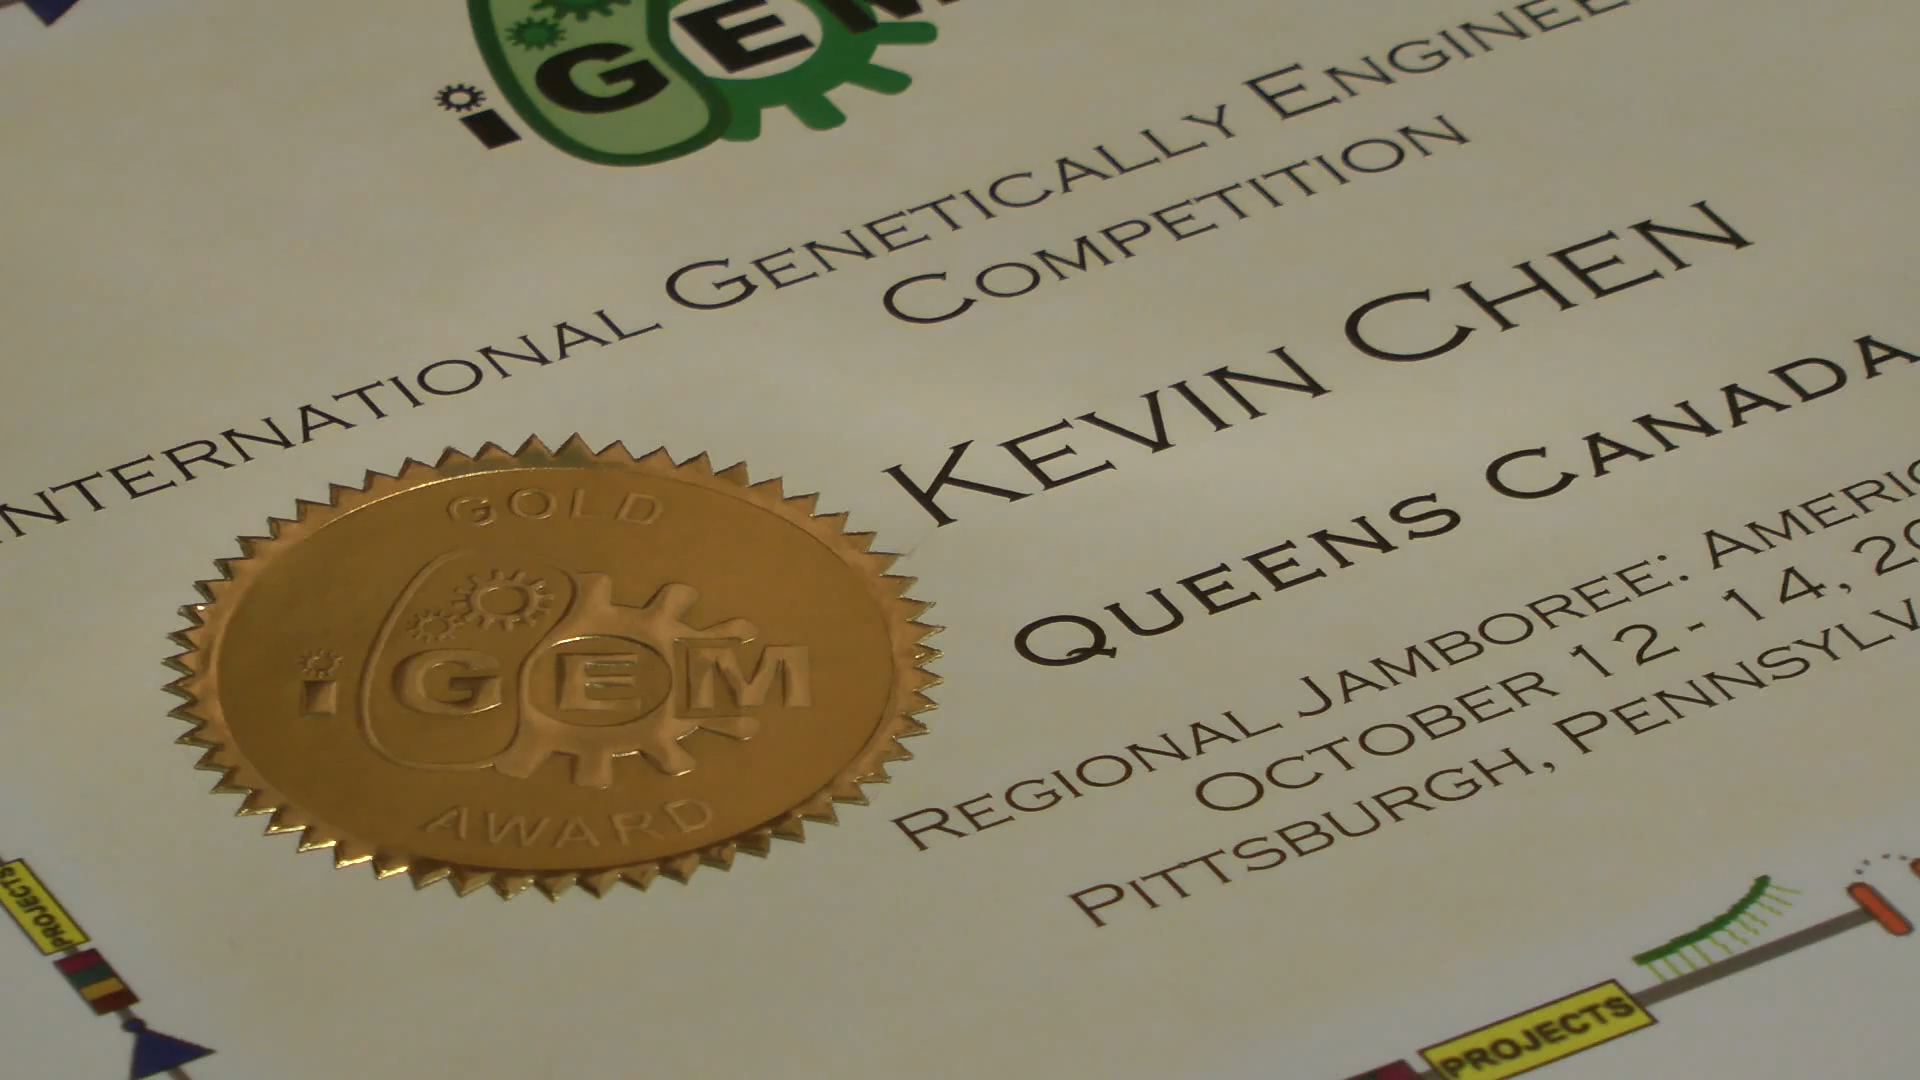 iGEM
INTERNATIONAL GENETICALLY ENGINEE
COMPETITION
KEVIN CHEN
QUEENS CANADA
REGIONAL JAMBOREE: AMERIC
OCTOBER 12 - 14, 20
PITTSBURGH, PENNSYLV
GOLD
iGEM
AWARD
PROJECTS
PROJECTS